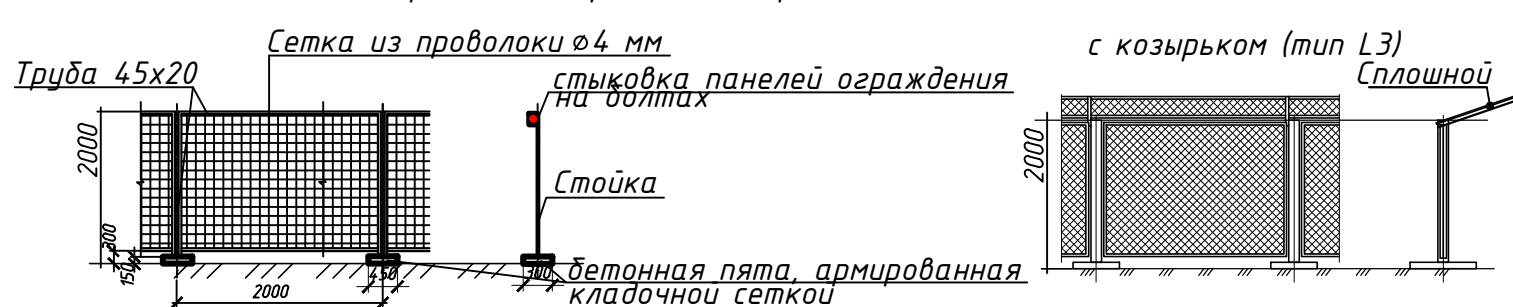 Сетка из проволоки ⌀4 мм
Труба 45х20
стыковка панелей ограждения
на болтах
с козырьком (тип L3)
Сплошной
2000
2000
Стойка
300
150
450
300
2000
бетонная пята, армированная
кладочной сеткой